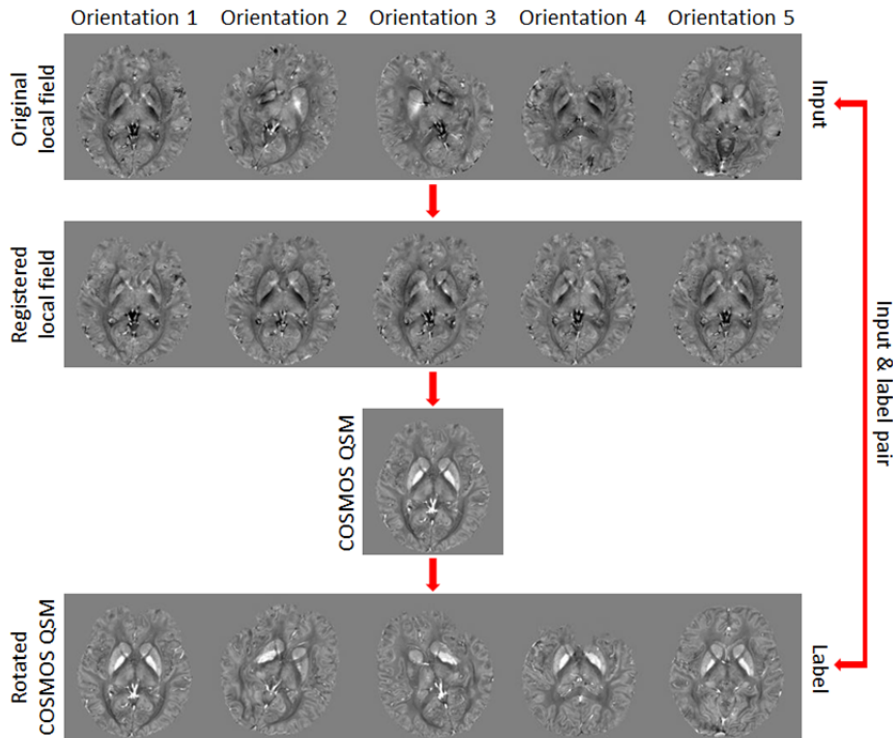 Orientation 1 Orientation 2 Orientation 3 Orientation 4 Orientation 5
Original
local field
Input
Registered
local field
Input & label pair
COSMOS QSM
Rotated
COSMOS QSM
Label